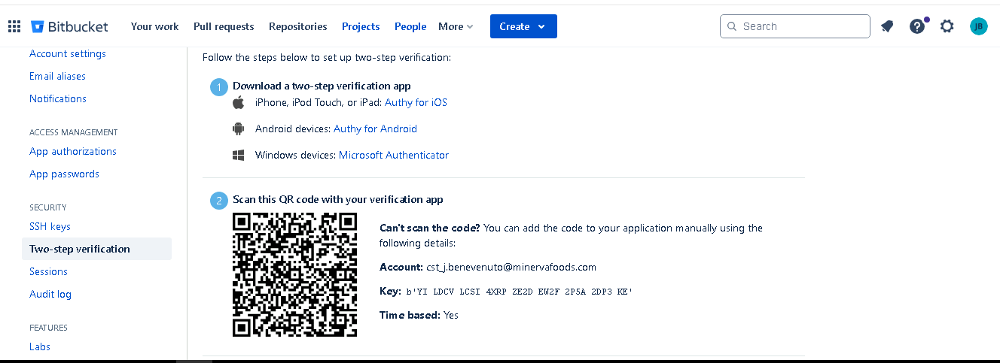 Bitbucket
Your work
Pull requests
Repositories
Projects
People
More
Create
Search
JB
Account settings
Email aliases
Notifications
ACCESS MANAGEMENT
App authorizations
App passwords
SECURITY
SSH keys
Two-step verification
Sessions
Audit log
FEATURES
Labs
Follow the steps below to set up two-step verification:
1 Download a two-step verification app
iPhone, iPod Touch, or iPad: Authy for iOS
Android devices: Authy for Android
Windows devices: Microsoft Authenticator
2 Scan this QR code with your verification app
Can't scan the code? You can add the code to your application manually using the
following details:
Account: cst_j.benevenuto@minervafoods.com
Key: b'YI LDCV LCSI 4XRP ZE2D EW2F 2P5A 2DP3 KE'
Time based: Yes